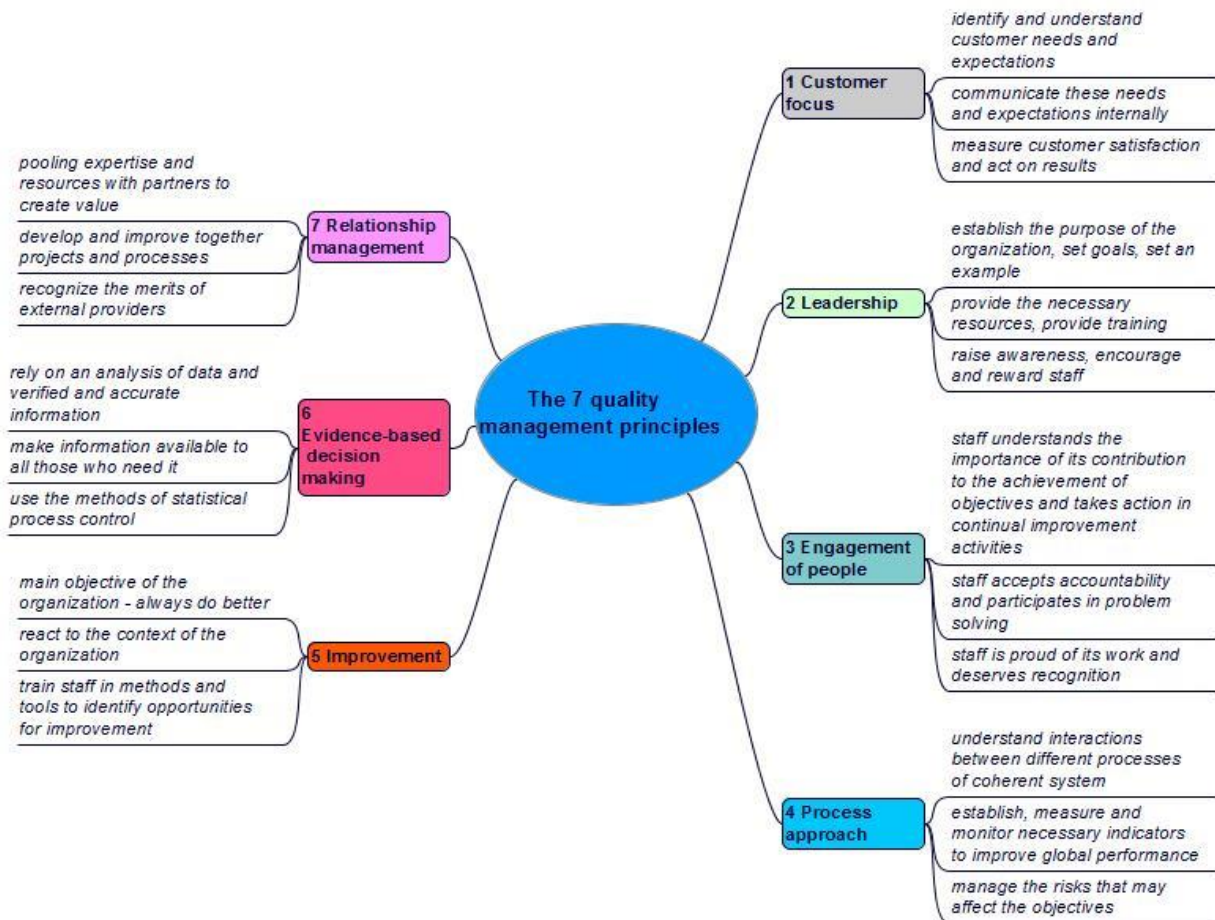 The 7 quality
management principles
1 Customer
focus
identify and understand
customer needs and
expectations
communicate these needs
and expectations internally
measure customer satisfaction
and act on results
2 Leadership
establish the purpose of the
organization, set goals, set an
example
provide the necessary
resources, provide training
raise awareness, encourage
and reward staff
3 Engagement
of people
staff understands the
importance of its contribution
to the achievement of
objectives and takes action in
continual improvement
activities
staff accepts accountability
and participates in problem
solving
staff is proud of its work and
deserves recognition
4 Process
approach
understand interactions
between different processes
of coherent system
establish, measure and
monitor necessary indicators
to improve global performance
manage the risks that may
affect the objectives
5 Improvement
main objective of the
organization - always do better
react to the context of the
organization
train staff in methods and
tools to identify opportunities
for improvement
6
Evidence-based
decision
making
rely on an analysis of data and
verified and accurate
information
make information available to
all those who need it
use the methods of statistical
process control
7 Relationship
management
pooling expertise and
resources with partners to
create value
develop and improve together
projects and processes
recognize the merits of
external providers